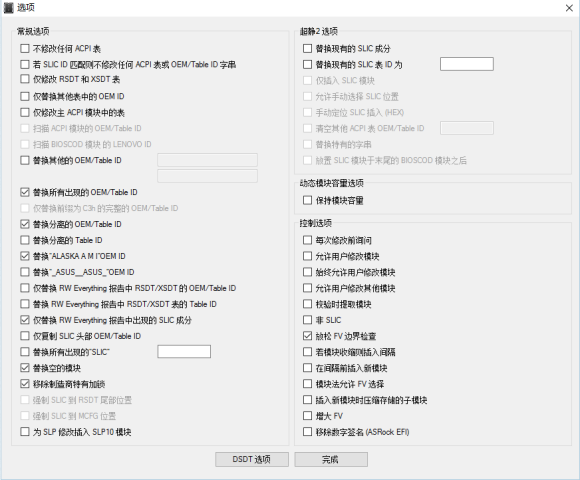 选项
常规选项
不修改任何 ACPI 表
若 SLIC ID 匹配则不修改任何 ACPI 表或 OEM/Table ID 字串
仅修改 RSDT 和 XSDT 表
仅替换其他表中的 OEM ID
仅修改主 ACPI 模块中的表
扫描 ACPI 模块的 OEM/Table ID
扫描 BIOSCOD 模块 的 LENOVO ID
替换其他的 OEM/Table ID
替换所有出现的 OEM/Table ID
仅替换前缀为 C3h 的完整的 OEM/Table ID
替换分离的 OEM/Table ID
替换分离的 Table ID
替换"ALASKA A M I"OEM ID
替换"_ASUS__ASUS_"OEM ID
仅替换 RW Everything 报告中 RSDT/XSDT 的 OEM/Table ID
替换 RW Everything 报告中 RSDT/XSDT 表的 Table ID
仅替换 RW Everything 报告中出现的 SLIC 成分
仅复制 SLIC 头部 OEM/Table ID
替换所有出现的"SLIC"
替换空的模块
移除制造商特有加锁
强制 SLIC 到 RSDT 尾部位置
强制 SLIC 到 MCFG 位置
为 SLP 修改插入 SLP10 模块
超静2 选项
替换现有的 SLIC 成分
替换现有的 SLIC 表 ID 为
仅插入 SLIC 模块
允许手动选择 SLIC 位置
手动定位 SLIC 插入 (HEX)
清空其他 ACPI 表 OEM/Table ID
替换特有的字串
放置 SLIC 模块于末尾的 BIOSCOD 模块之后
动态模块容量选项
保持模块容量
控制选项
每次修改前询问
允许用户修改模块
始终允许用户修改模块
允许用户修改其他模块
校验时提取模块
非 SLIC
放松 FV 边界检查
若模块收缩则插入间隔
在间隔前插入新模块
模块法允许 FV 选择
插入新模块时压缩存储的子模块
增大 FV
移除数字签名 (ASRock EFI)
DSDT 选项
完成